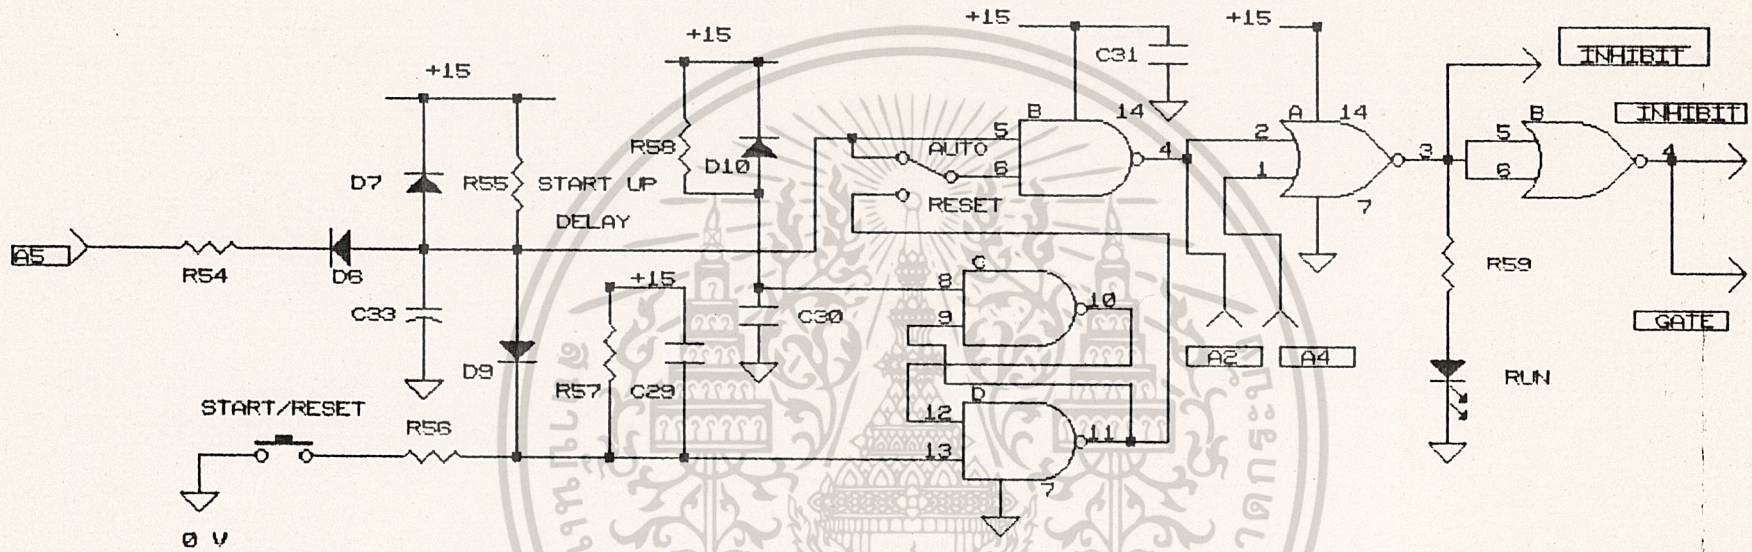 +15
+15
+15
+15
C31
B
14
A
14
INHIBIT
B
INHIBIT
R58
D10
5
AUTO
6
4
2
1
3
5
6
4
D7
R55
START UP
DELAY
RESET
7
A5
R54
D6
R59
C
+15
8
10
9
C33
C30
GATE
D9
R57
C29
A2
A4
RUN
D
START/RESET
R56
12
11
13
7
0 V